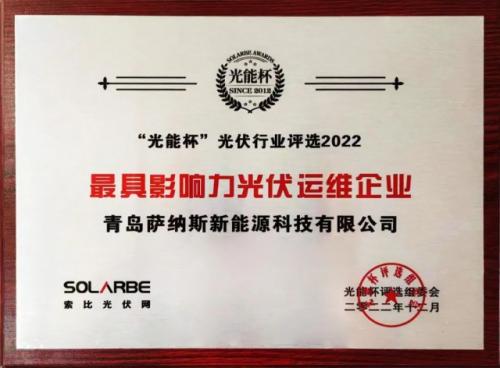 SOLARBE AWARDS
光能杯
SINCE 2012
“光能杯”光伏行业评选2022
最具影响力光伏运维企业
青岛萨纳斯新能源科技有限公司
SOLARBE
索比光伏网
光能杯评选组委会
二零二二年十二月